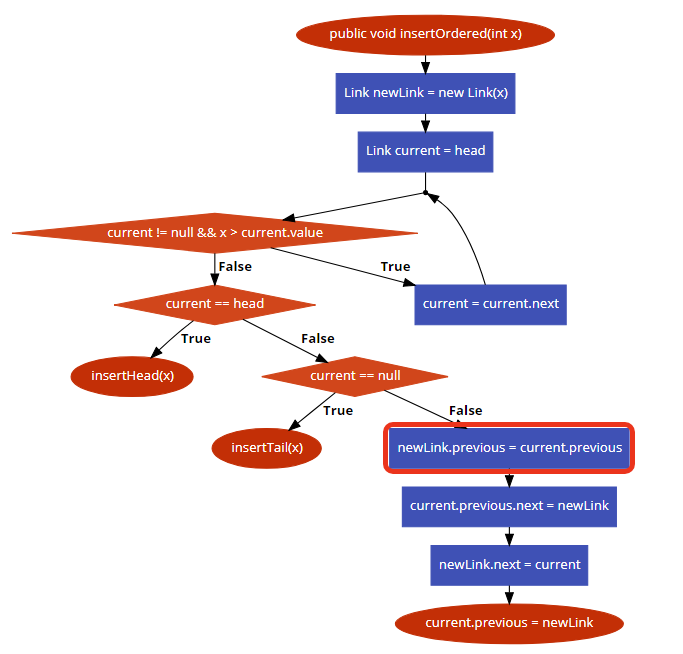 public void insertOrdered(int x)
Link newLink = new Link(x)
Link current = head
current != null && x > current.value
False
True
current = current.next
current == head
True
False
insertHead(x)
current == null
True
False
insertTail(x)
newLink.previous = current.previous
current.previous.next = newLink
newLink.next = current
current.previous = newLink